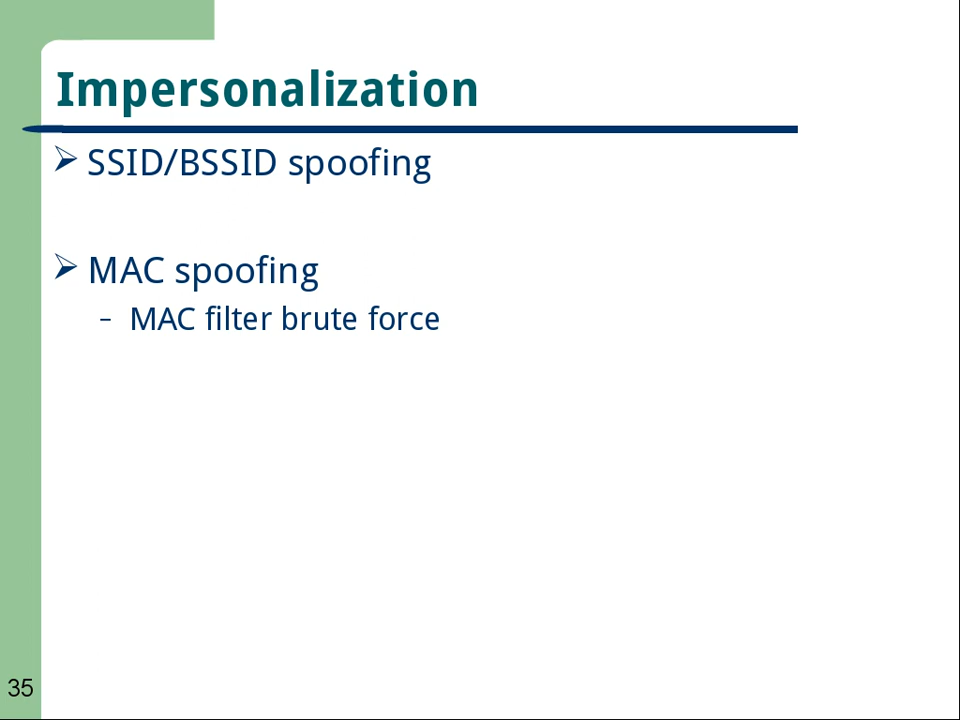 Impersonalization
➢ SSID/BSSID spoofing
➢ MAC spoofing
– MAC filter brute force
35